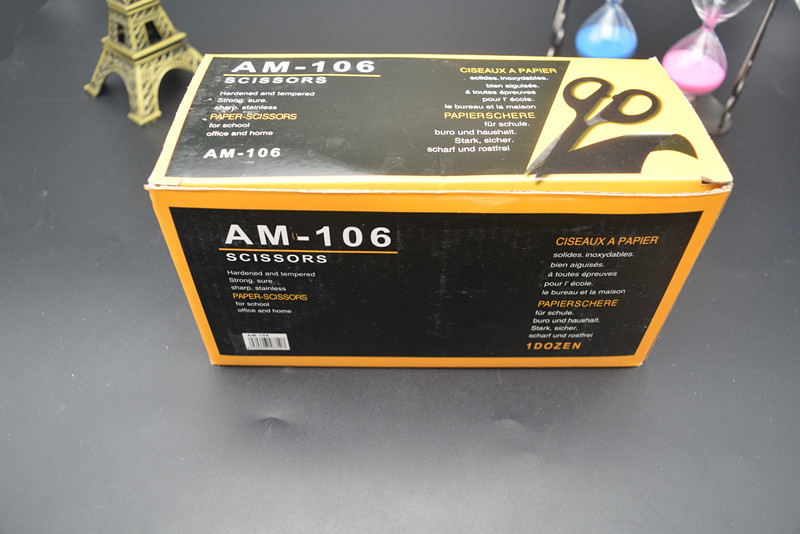 AM-106
SCISSORS
Hardened and tempered
Strong. sure.
sharp. stainless
PAPER-SCISSORS
for school
office and home
AM-106
CISEAUX A PAPIER
solides. inoxydables.
bien aiguisés.
á toutes épreuves
pour l' école.
le bureau et la maison
PAPIERSCHERE
für schule.
buro und haushalt.
Stark, sicher.
scharf und rostfrei
AM-106
SCISSORS
Hardened and tempered
Strong. sure.
sharp. stainless
PAPER-SCISSORS
for school
office and home
AM-106
CISEAUX A PAPIER
solides. inoxydables.
bien aiguisés.
á toutes épreuves
pour l' école.
le bureau et la maison
PAPIERSCHERE
für schule.
buro und haushalt.
Stark, sicher.
scharf und rostfrei
1DOZEN